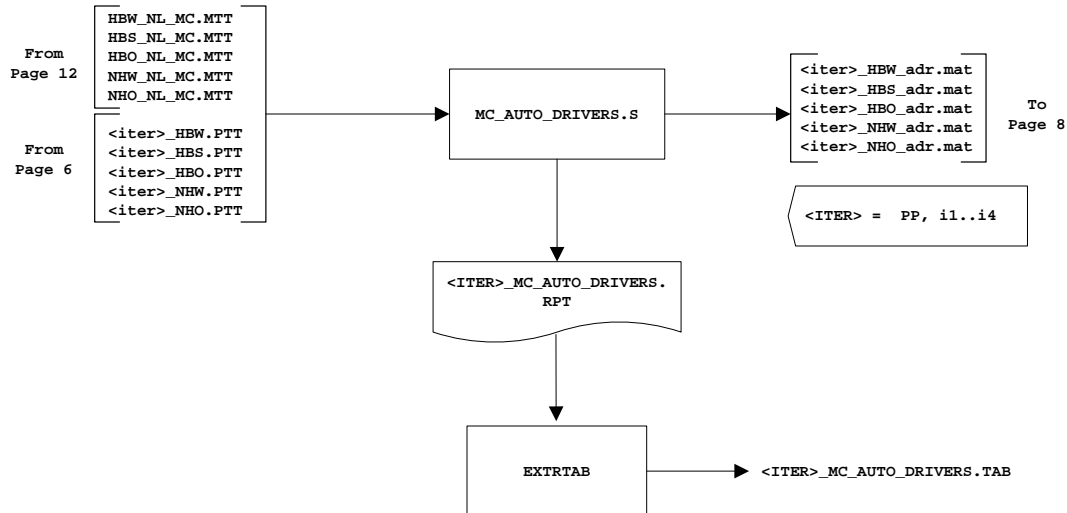 From
Page 12
HBW_NL_MC.MTT
HBS_NL_MC.MTT
HBO_NL_MC.MTT
NHW_NL_MC.MTT
NHO_NL_MC.MTT
From
Page 6
<iter>_HBW.PTT
<iter>_HBS.PTT
<iter>_HBO.PTT
<iter>_NHW.PTT
<iter>_NHO.PTT
MC_AUTO_DRIVERS.S
<iter>_HBW_adr.mat
<iter>_HBS_adr.mat
<iter>_HBO_adr.mat
<iter>_NHW_adr.mat
<iter>_NHO_adr.mat
To
Page 8
<ITER> = PP, i1..i4
<ITER>_MC_AUTO_DRIVERS.
RPT
EXTRTAB
<ITER>_MC_AUTO_DRIVERS.TAB